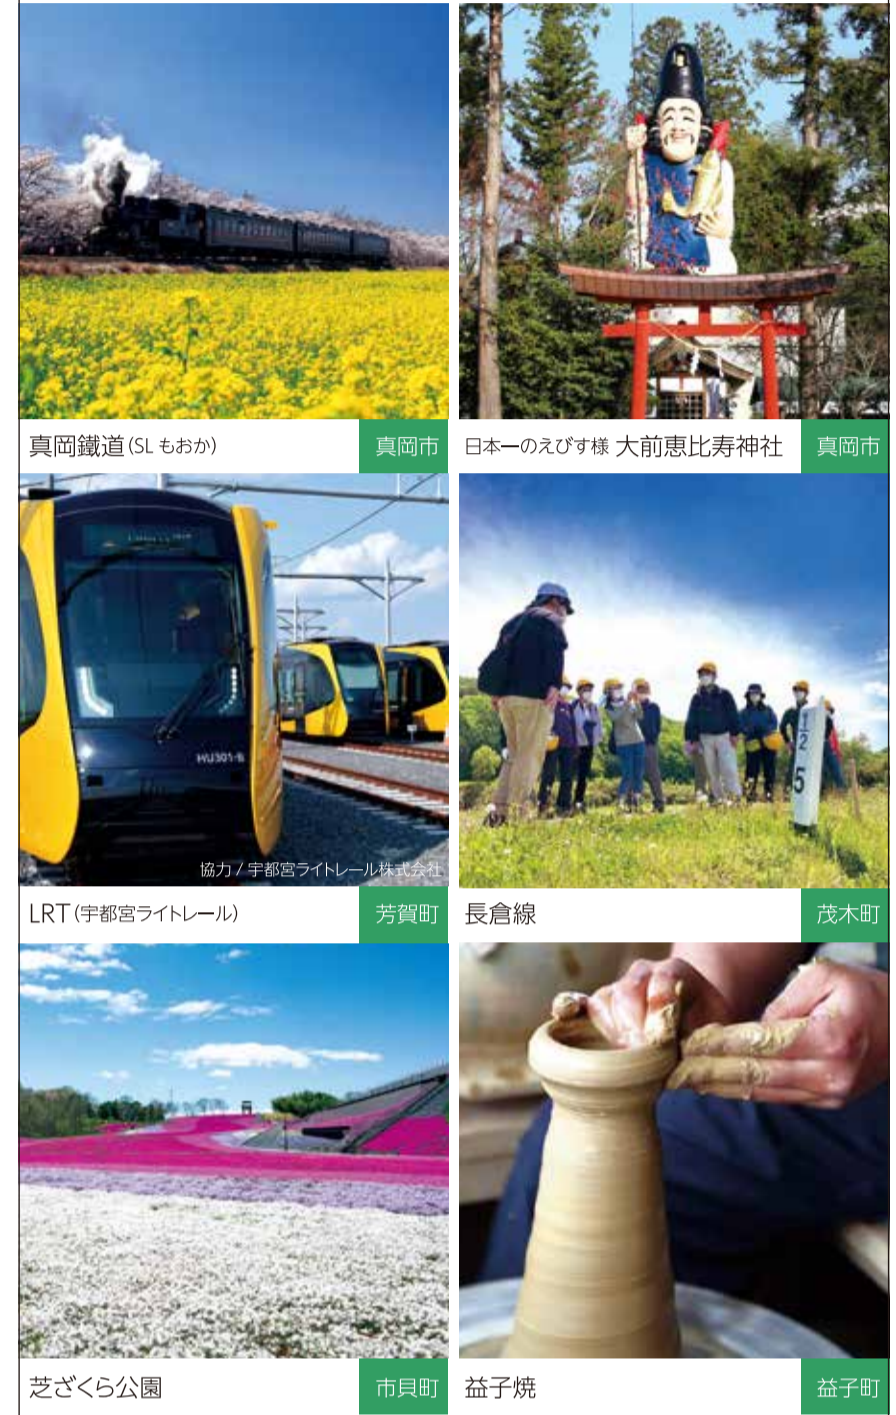 真岡鐵道(SLもおか)
真岡市
日本一のえびす様 大前恵比寿神社
真岡市
HU301-
協力 / 宇都宮ライトレール株式会社
LRT(宇都宮ライトレール)
芳賀町
1/2
5
長倉線
茂木町
芝ざくら公園
市貝町
益子焼
益子町